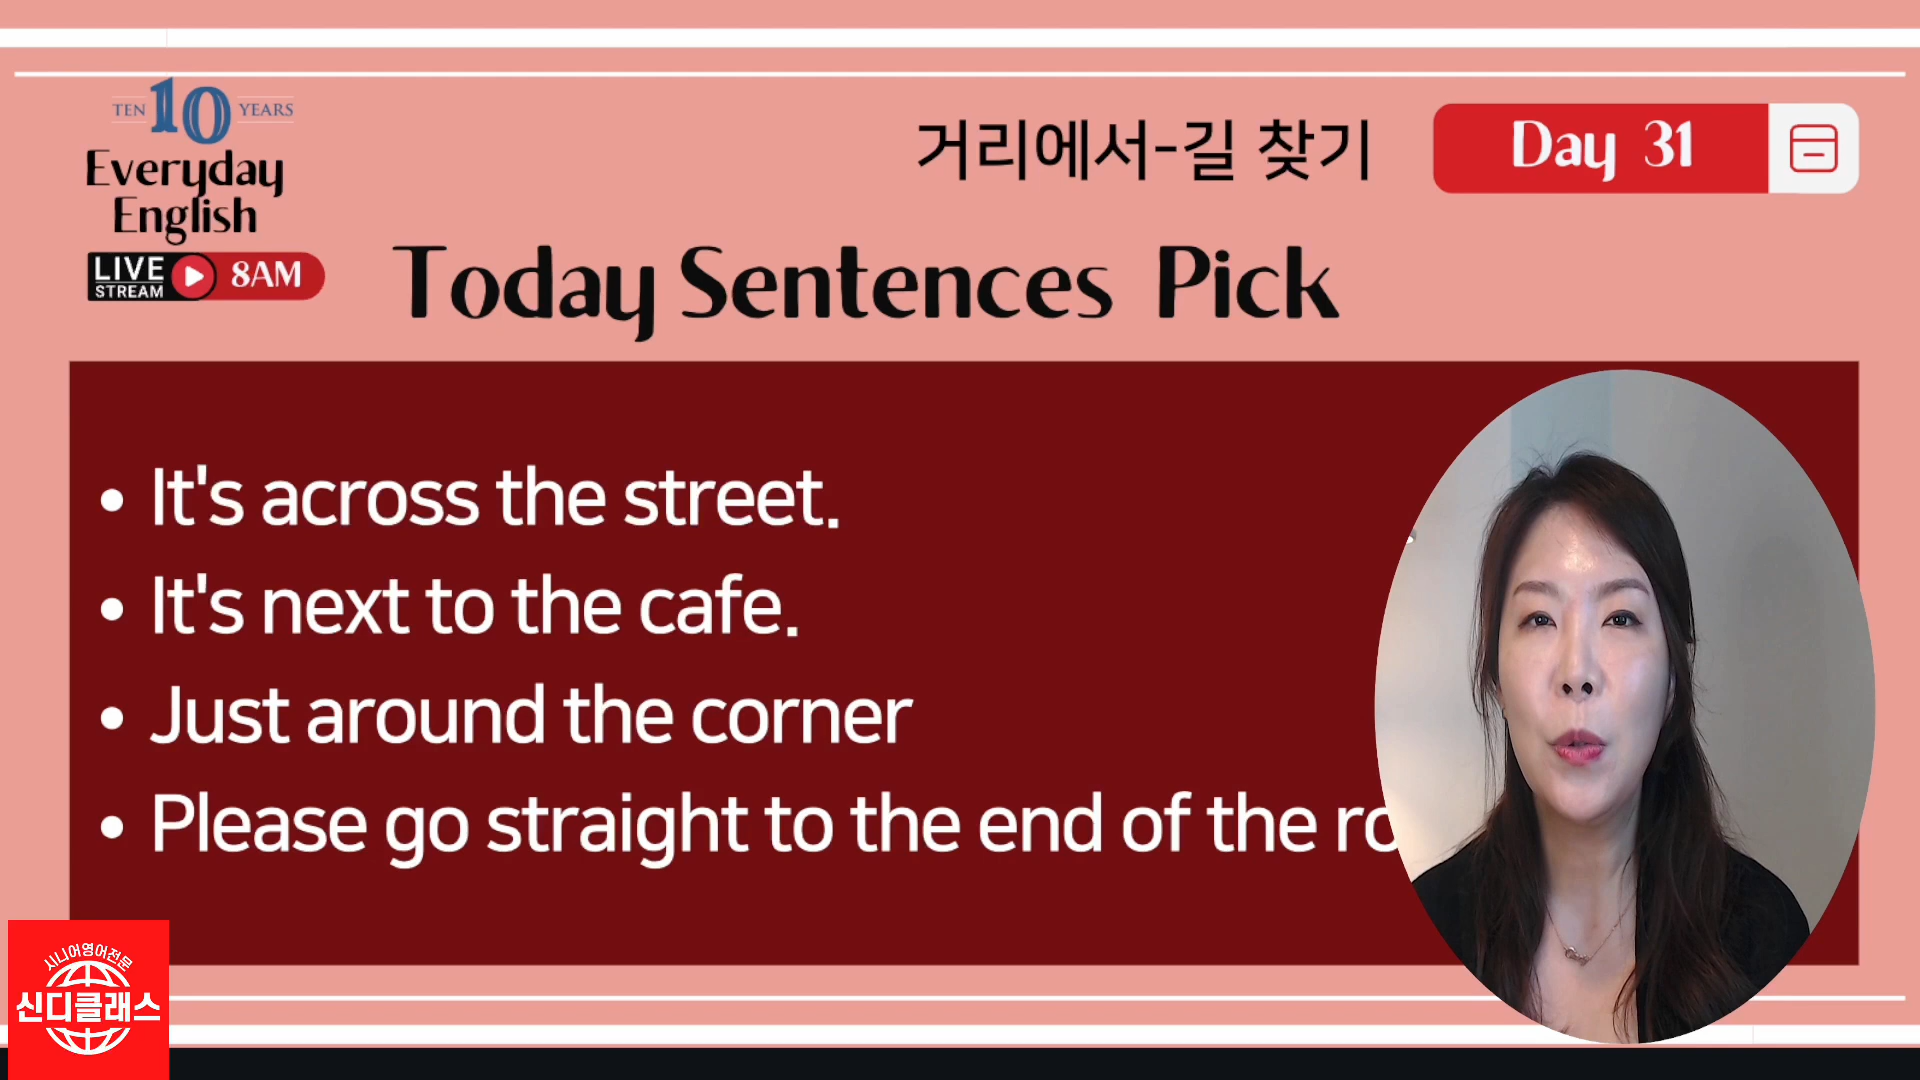 TEN 10 YEARS
Everyday
English
LIVE STREAM 8AM
거리에서-길 찾기
Day 31
Today Sentences Pick
• It's across the street.
• It's next to the cafe.
• Just around the corner
• Please go straight to the end of the
시니어영어전문
신디클래스